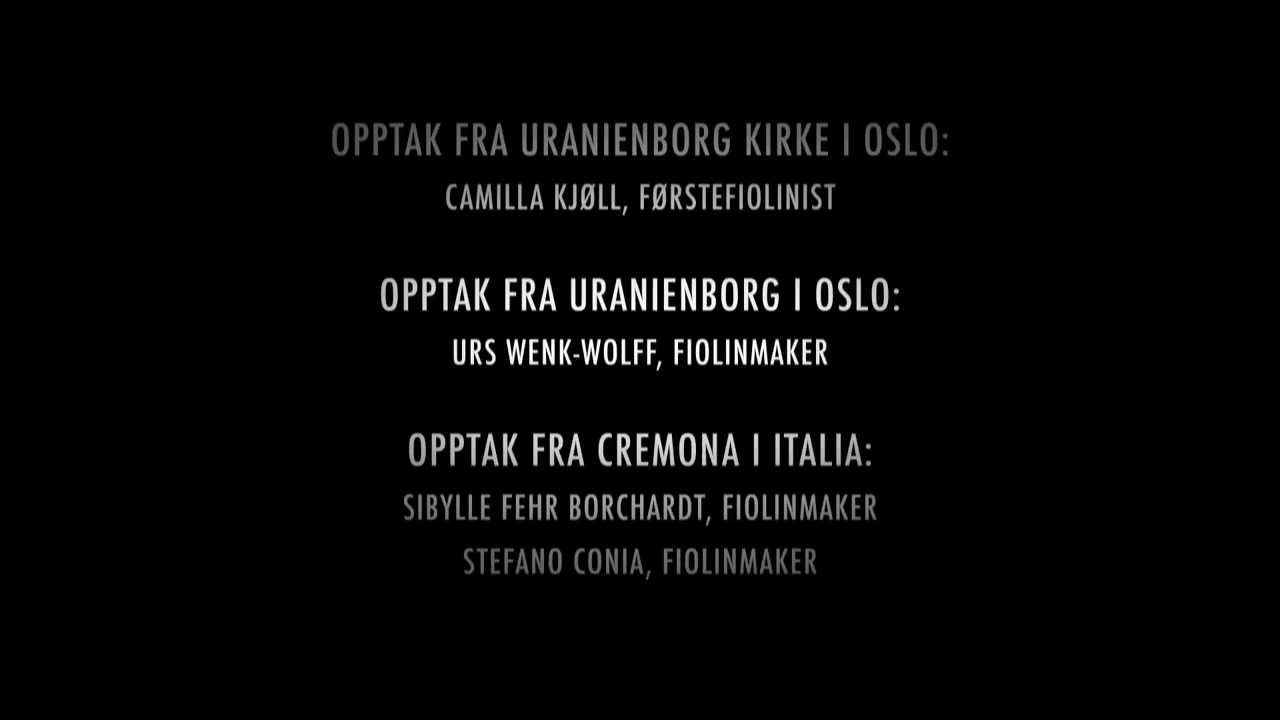 OPPTAK FRA URANIENBORG KIRKE I OSLO:
CAMILLA KJØLL, FØRSTEFIOLINIST
OPPTAK FRA URANIENBORG I OSLO:
URS WENK-WOLFF, FIOLINMAKER
OPPTAK FRA CREMONA I ITALIA:
SIBYLLE FEHR BORCHARDT, FIOLINMAKER
STEFANO CONIA, FIOLINMAKER